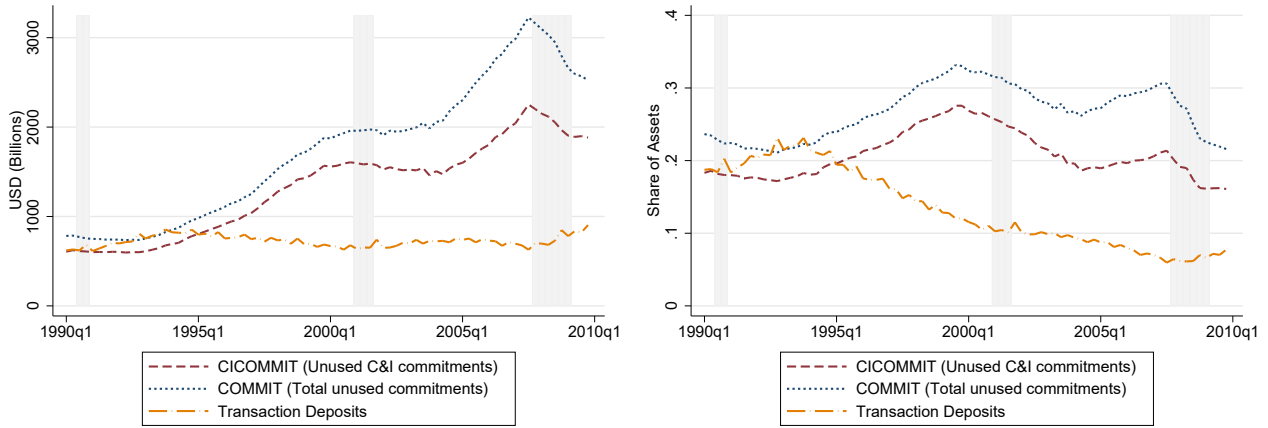 USD (Billions)
3000
2000
1000
0
1990q1 1995q1 2000q1 2005q1 2010q1
CICOMMIT (Unused C&I commitments)
COMMIT (Total unused commitments)
Transaction Deposits
Share of Assets
.4
.3
.2
.1
0
1990q1 1995q1 2000q1 2005q1 2010q1
CICOMMIT (Unused C&I commitments)
COMMIT (Total unused commitments)
Transaction Deposits